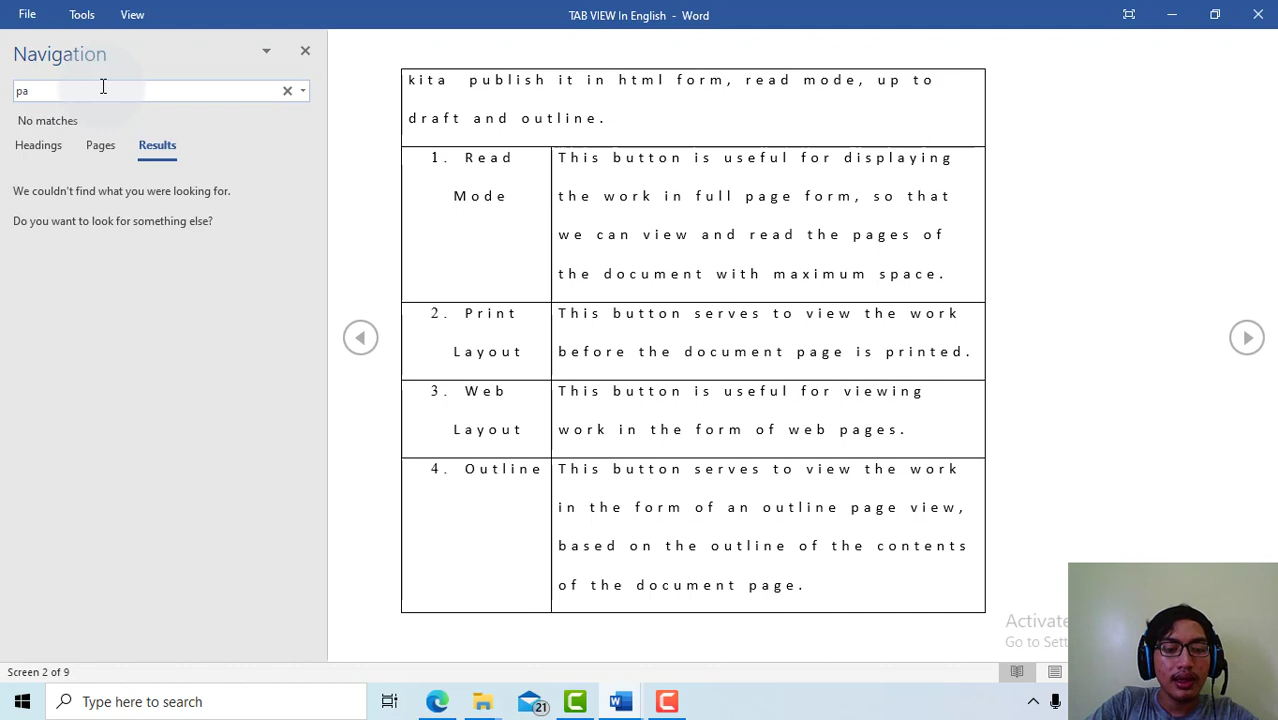 File Tools View TAB VIEW In English - Word
Navigation
pa
No matches
Headings Pages Results
We couldn't find what you were looking for.
Do you want to look for something else?
kita publish it in html form, read mode, up to
draft and outline.
1. Read
Mode
This button is useful for displaying
the work in full page form, so that
we can view and read the pages of
the document with maximum space.
2. Print
Layout
This button serves to view the work
before the document page is printed.
3. Web
Layout
This button is useful for viewing
work in the form of web pages.
4. Outline
This button serves to view the work
in the form of an outline page view,
based on the outline of the contents
of the document page.
Activate
Go to Sett
Screen 2 of 9
Type here to search
21